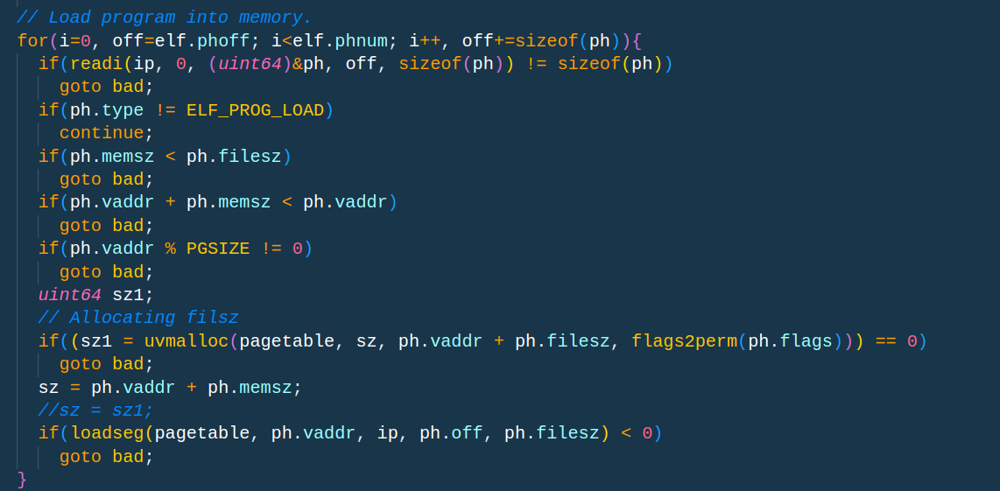 // Load program into memory.
for(i=0, off=elf.phoff; i<elf.phnum; i++, off+=sizeof(ph)){
  if(readi(ip, 0, (uint64)&ph, off, sizeof(ph)) != sizeof(ph))
    goto bad;
  if(ph.type != ELF_PROG_LOAD)
    continue;
  if(ph.memsz < ph.filesz)
    goto bad;
  if(ph.vaddr + ph.memsz < ph.vaddr)
    goto bad;
  if(ph.vaddr % PGSIZE != 0)
    goto bad;
  uint64 sz1;
  // Allocating filsz
  if((sz1 = uvmalloc(pagetable, sz, ph.vaddr + ph.filesz, flags2perm(ph.flags))) == 0)
    goto bad;
  sz = ph.vaddr + ph.memsz;
  //sz = sz1;
  if(loadseg(pagetable, ph.vaddr, ip, ph.off, ph.filesz) < 0)
    goto bad;
}